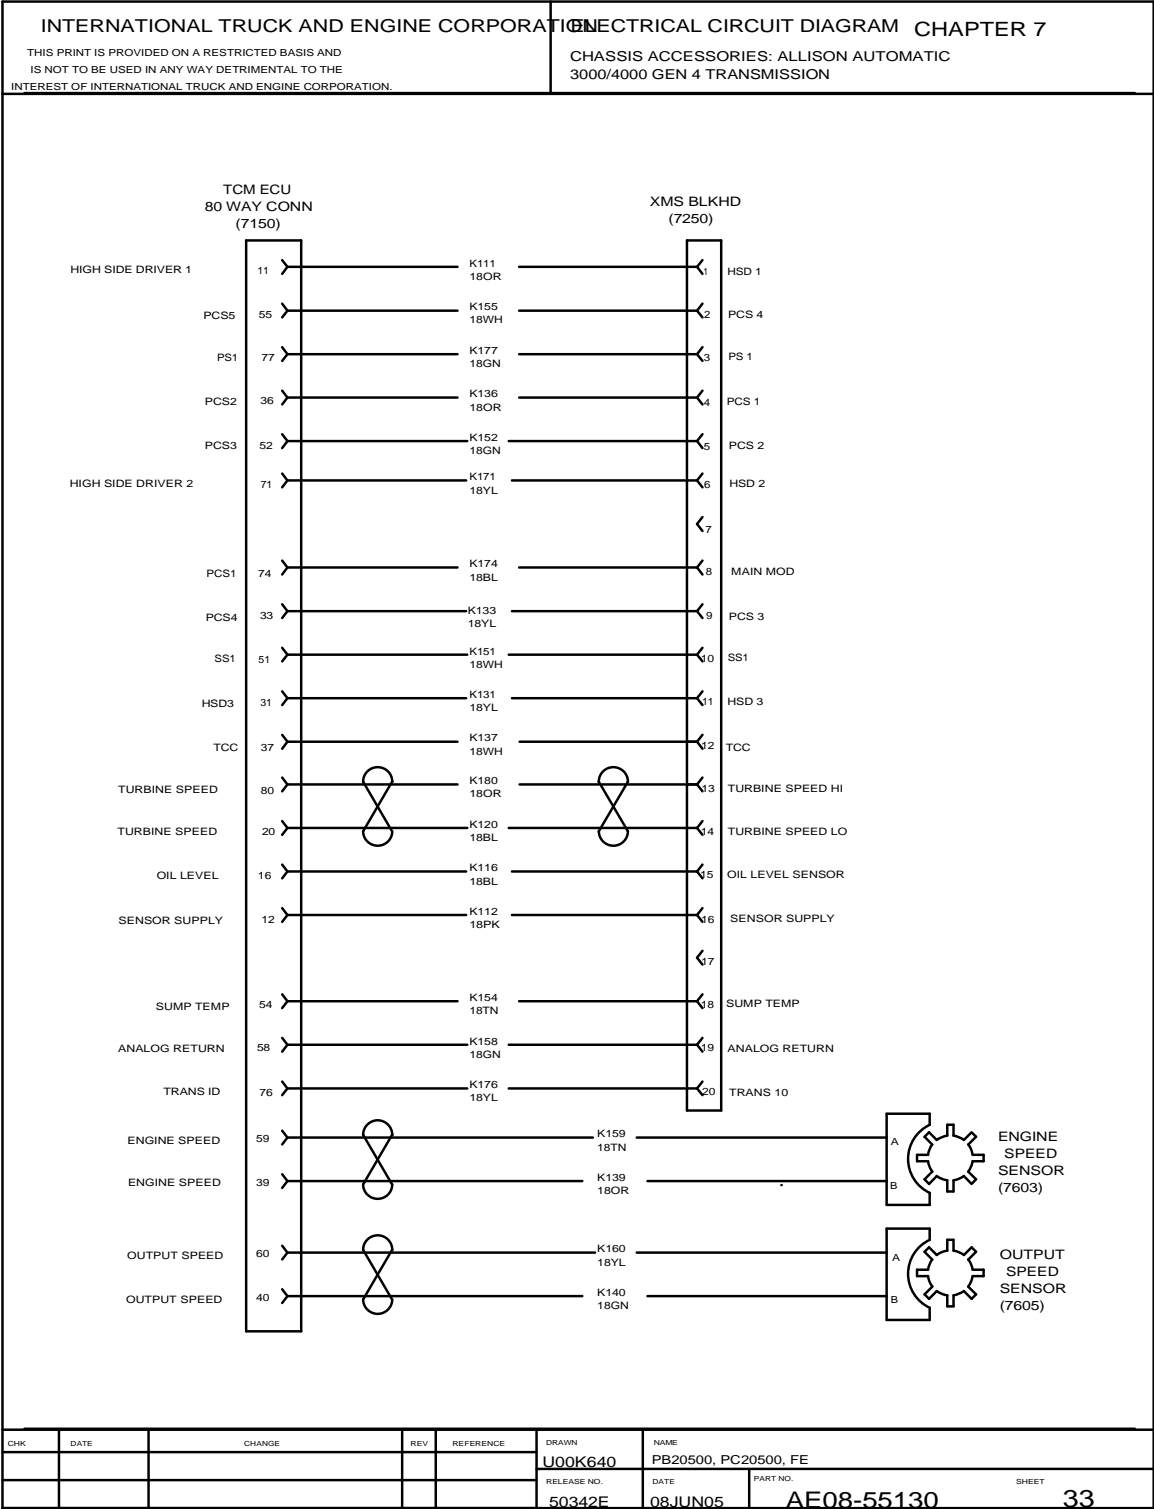 INTERNATIONAL TRUCK AND ENGINE CORPORATION
THIS PRINT IS PROVIDED ON A RESTRICTED BASIS AND
IS NOT TO BE USED IN ANY WAY DETRIMENTAL TO THE
INTEREST OF INTERNATIONAL TRUCK AND ENGINE CORPORATION.
ELECTRICAL CIRCUIT DIAGRAM CHAPTER 7
CHASSIS ACCESSORIES: ALLISON AUTOMATIC
3000/4000 GEN 4 TRANSMISSION
TCM ECU
80 WAY CONN
(7150)
XMS BLKHD
(7250)
HIGH SIDE DRIVER 1 11 K111 1 HSD 1
18OR
PCS5 55 K155 2 PCS 4
18WH
PS1 77 K177 3 PS 1
18GN
PCS2 36 K136 4 PCS 1
18OR
PCS3 52 K152 5 PCS 2
18GN
HIGH SIDE DRIVER 2 71 K171 6 HSD 2
18YL
7
PCS1 74 K174 8 MAIN MOD
18BL
PCS4 33 K133 9 PCS 3
18YL
SS1 51 K151 10 SS1
18WH
HSD3 31 K131 11 HSD 3
18YL
TCC 37 K137 12 TCC
18WH
TURBINE SPEED 80 K180 13 TURBINE SPEED HI
18OR
TURBINE SPEED 20 K120 14 TURBINE SPEED LO
18BL
OIL LEVEL 16 K116 15 OIL LEVEL SENSOR
18BL
SENSOR SUPPLY 12 K112 16 SENSOR SUPPLY
18PK
17
SUMP TEMP 54 K154 18 SUMP TEMP
18TN
ANALOG RETURN 58 K158 19 ANALOG RETURN
18GN
TRANS ID 76 K176 20 TRANS 10
18YL
ENGINE SPEED 59 K159 A
18TN
ENGINE SPEED 39 K139 B
18OR
ENGINE
SPEED
SENSOR
(7603)
OUTPUT SPEED 60 K160 A
18YL
OUTPUT SPEED 40 K140 B
18GN
OUTPUT
SPEED
SENSOR
(7605)
CHK DATE CHANGE REV REFERENCE
DRAWN
U00K640
NAME
PB20500, PC20500, FE
RELEASE NO.
50342E
DATE
08JUN05
PART NO.
AE08-55130
SHEET
33